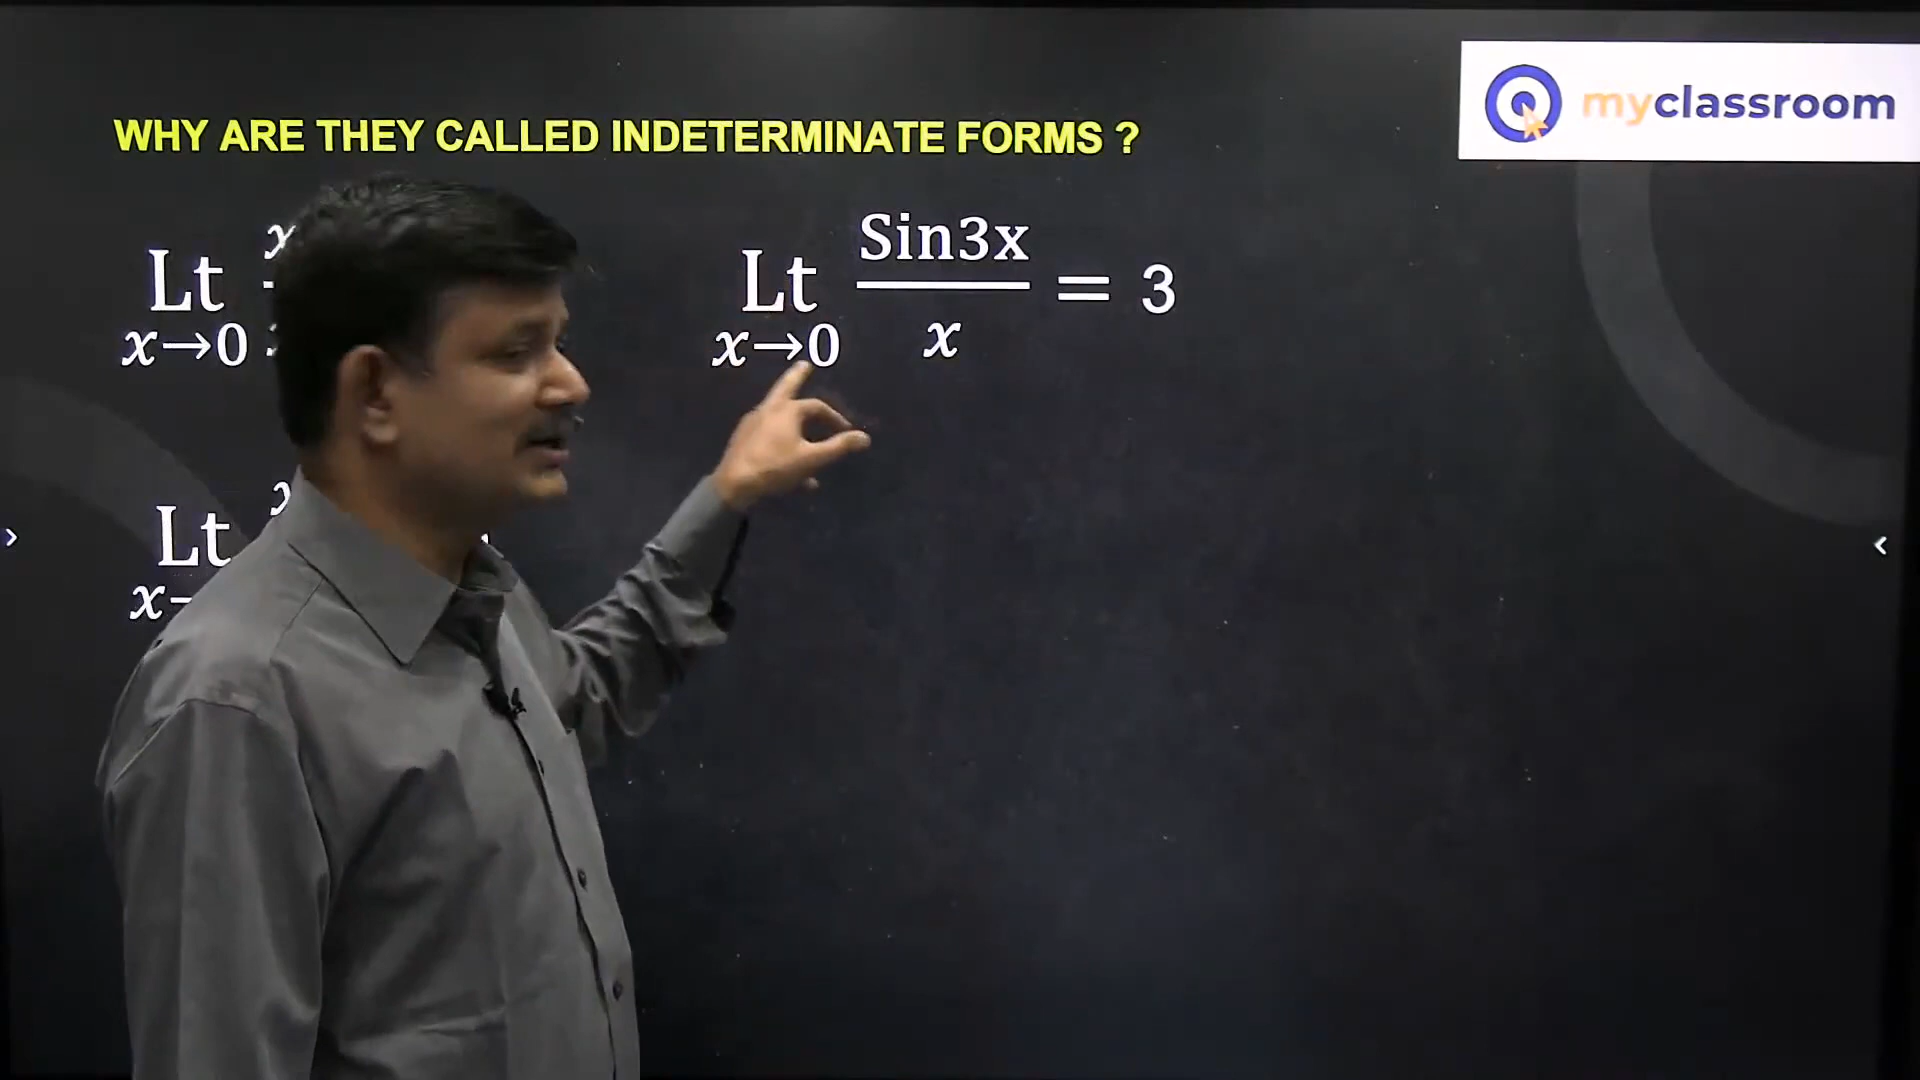 myclassroom
WHY ARE THEY CALLED INDETERMINATE FORMS ?
Lt x→0 x
Lt x→0 Sin3x/x = 3
Lt x